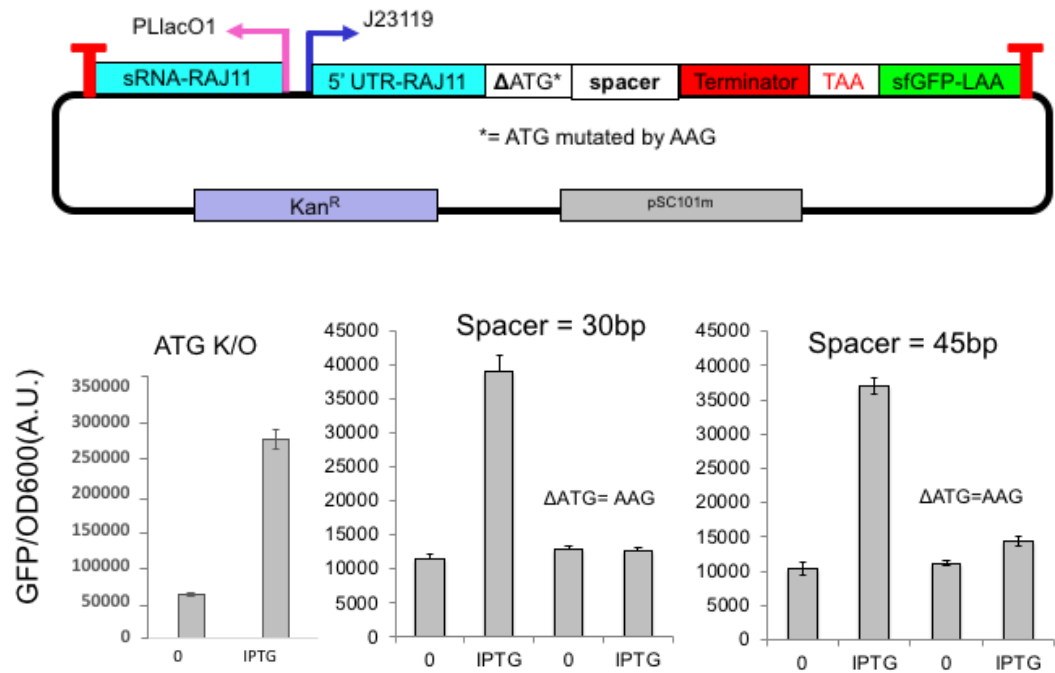 PLlacO1
J23119
sRNA-RAJ11
5' UTR-RAJ11
ΔATG*
spacer
Terminator
TAA
sfGFP-LAA
*= ATG mutated by AAG
KanR
pSC101m
GFP/OD600(A.U.)
ATG K/O
350000
300000
250000
200000
150000
100000
50000
0
0
IPTG
Spacer = 30bp
45000
40000
35000
30000
25000
20000
15000
10000
5000
0
ΔATG= AAG
0
IPTG
0
IPTG
Spacer = 45bp
45000
40000
35000
30000
25000
20000
15000
10000
5000
0
ΔATG=AAG
0
IPTG
0
IPTG